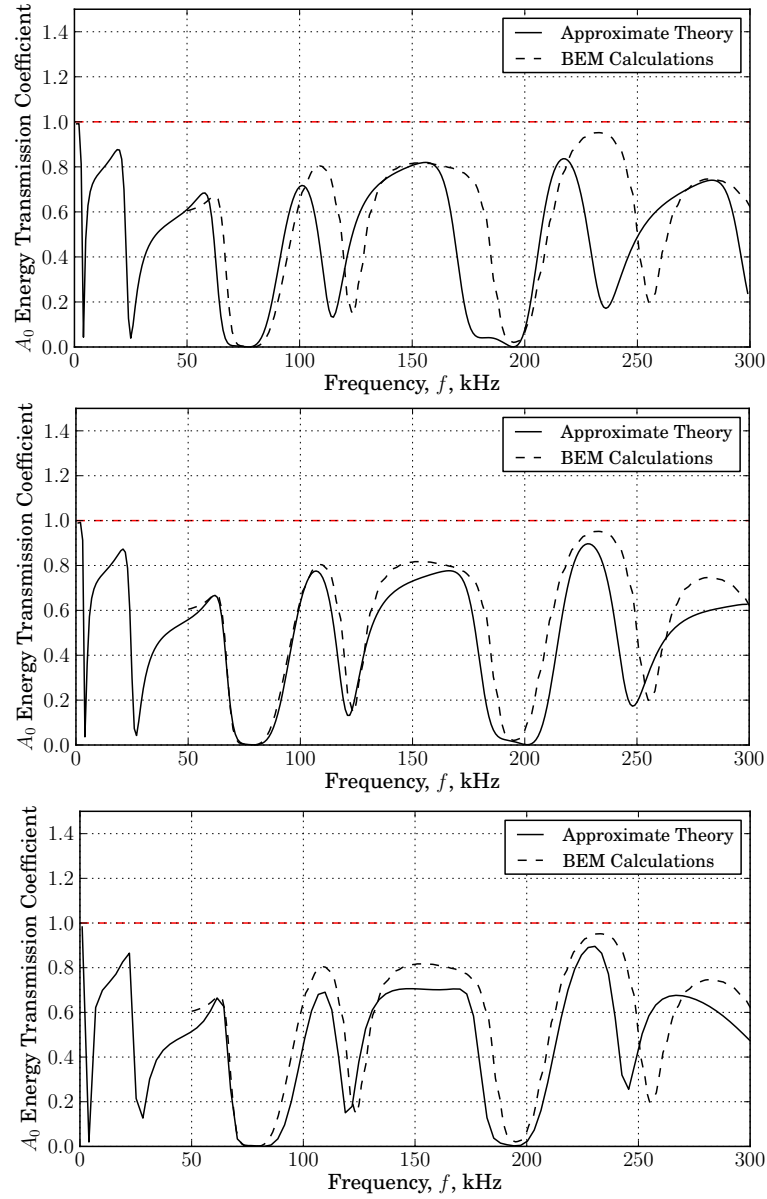 A0 Energy Transmission Coefficient
1.4
1.2
1.0
0.8
0.6
0.4
0.2
0.0
Approximate Theory
BEM Calculations
0 50 100 150 200 250 300
Frequency, f, kHz
A0 Energy Transmission Coefficient
1.4
1.2
1.0
0.8
0.6
0.4
0.2
0.0
Approximate Theory
BEM Calculations
0 50 100 150 200 250 300
Frequency, f, kHz
A0 Energy Transmission Coefficient
1.4
1.2
1.0
0.8
0.6
0.4
0.2
0.0
Approximate Theory
BEM Calculations
0 50 100 150 200 250 300
Frequency, f, kHz